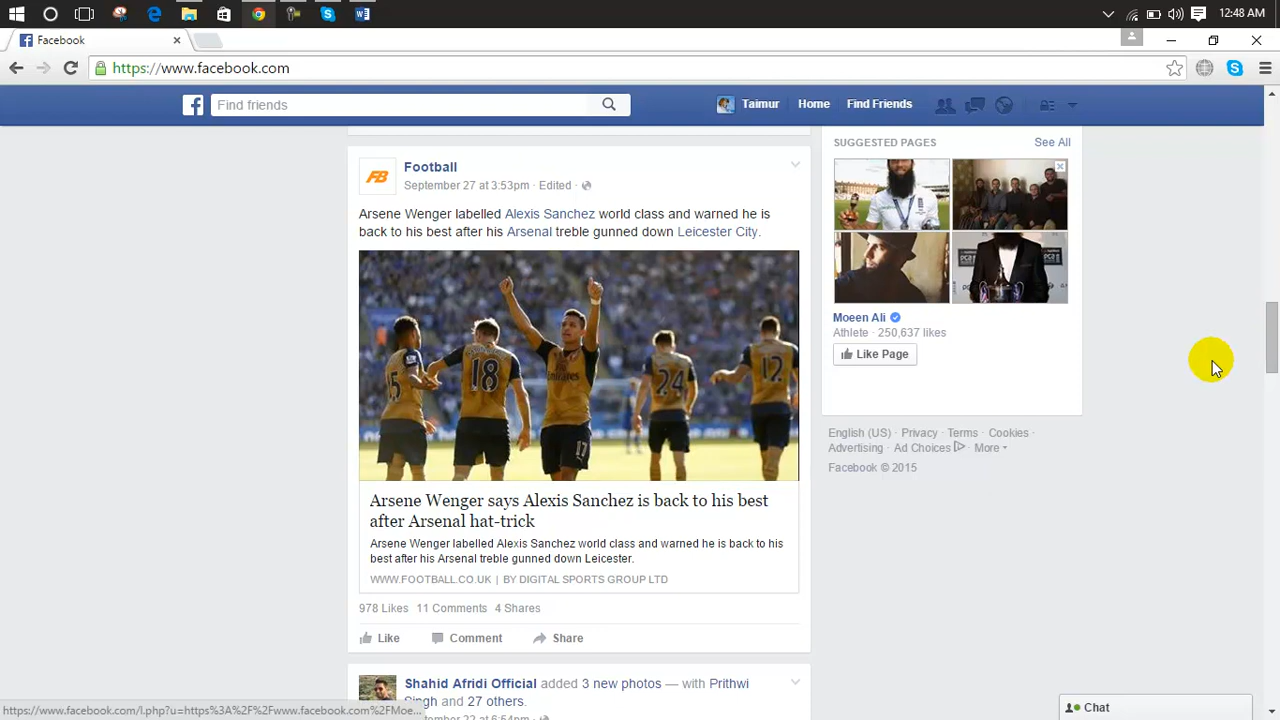 12:48 AM
Facebook
https://www.facebook.com
Find friends
Taimur Home Find Friends
Football
September 27 at 3:53pm · Edited ·
Arsene Wenger labelled Alexis Sanchez world class and warned he is
back to his best after his Arsenal treble gunned down Leicester City.
15 18 17 24 12
Arsene Wenger says Alexis Sanchez is back to his best
after Arsenal hat-trick
Arsene Wenger labelled Alexis Sanchez world class and warned he is back to his
best after his Arsenal treble gunned down Leicester.
WWW.FOOTBALL.CO.UK | BY DIGITAL SPORTS GROUP LTD
978 Likes 11 Comments 4 Shares
Like Comment Share
Shahid Afridi Official added 3 new photos — with Prithwi
Singh and 27 others.
SUGGESTED PAGES See All
Moeen Ali
Athlete · 250,637 likes
Like Page
English (US) · Privacy · Terms · Cookies ·
Advertising · Ad Choices · More
Facebook © 2015
Chat
https://www.facebook.com/l.php?u=https%3A%2F%2Fwww.facebook.com%2FMoe...